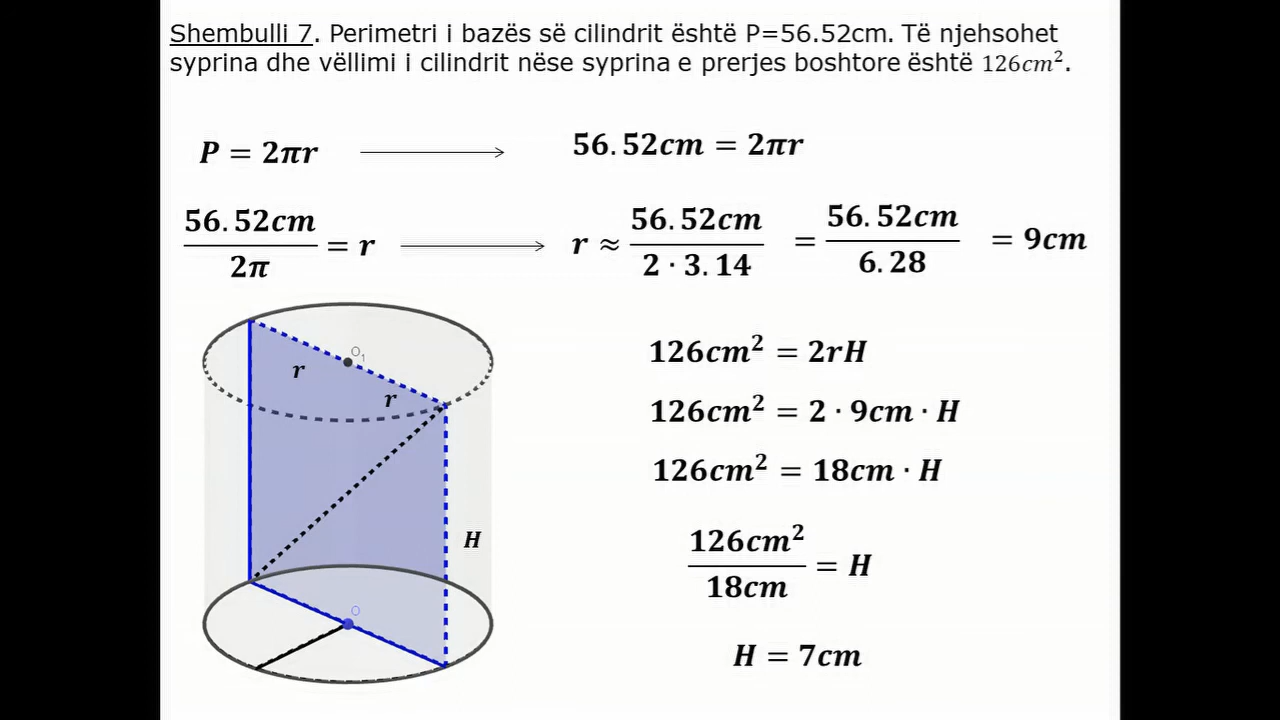 Shembulli 7. Perimetri i bazës së cilindrit është P=56.52cm. Të njehsohet
syprina dhe vëllimi i cilindrit nëse syprina e prerjes boshtore është 126cm².
P = 2πr ⟶ 56.52cm = 2πr
56.52cm/2π = r ⟶ r ≈ 56.52cm/2·3.14 = 56.52cm/6.28 = 9cm
O₁
r
r
H
O
126cm² = 2rH
126cm² = 2 · 9cm · H
126cm² = 18cm · H
126cm²/18cm = H
H = 7cm